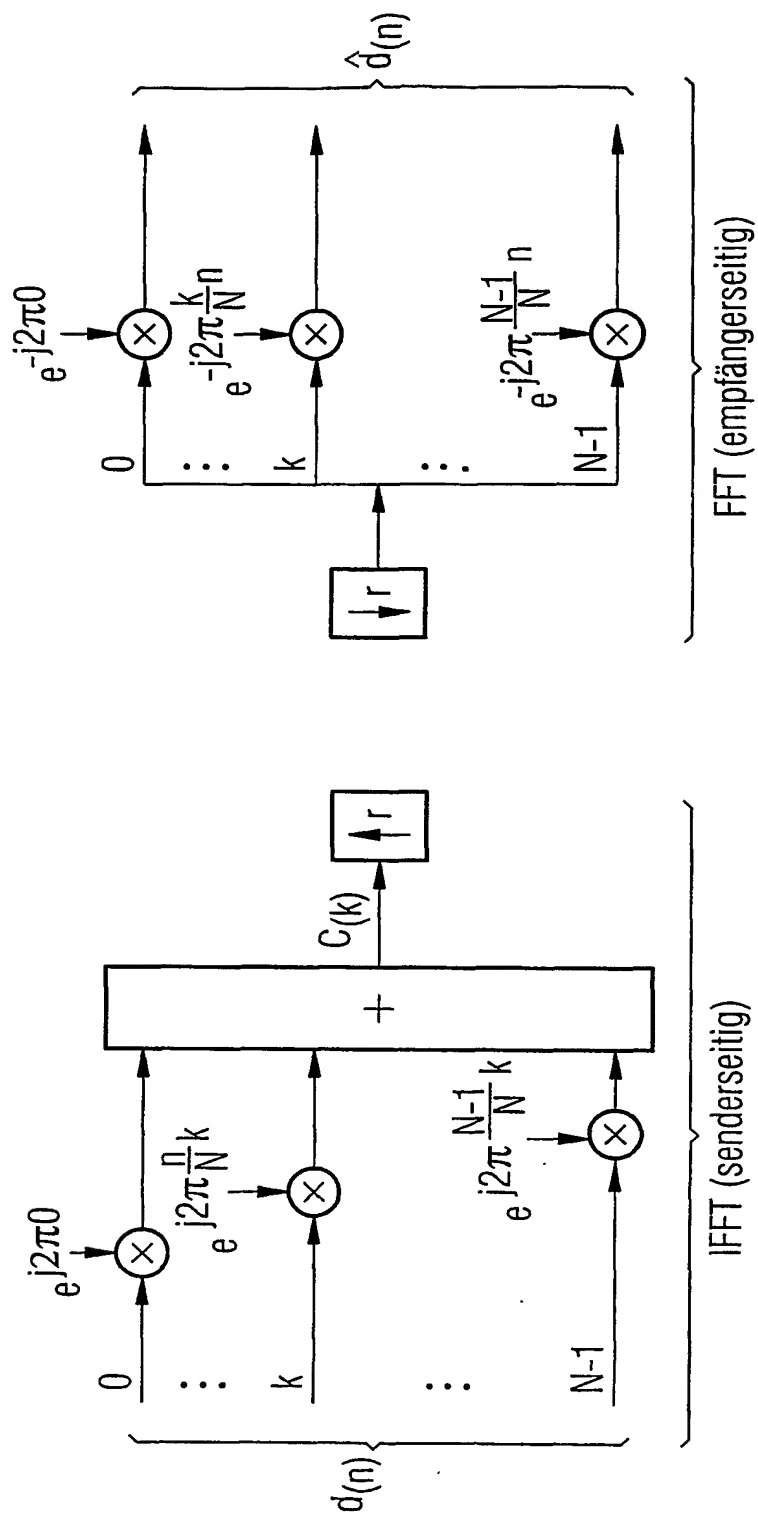 d(n)
0
...
k
...
N-1
e^j2π0
e^j2π n/N k
e^j2π N-1/N k
+
C(k)
↑ r
IFFT (senderseitig)
↓ r
0
...
k
...
N-1
e^-j2π0
e^-j2π k/N n
e^-j2π N-1/N n
d̂(n)
FFT (empfängerseitig)